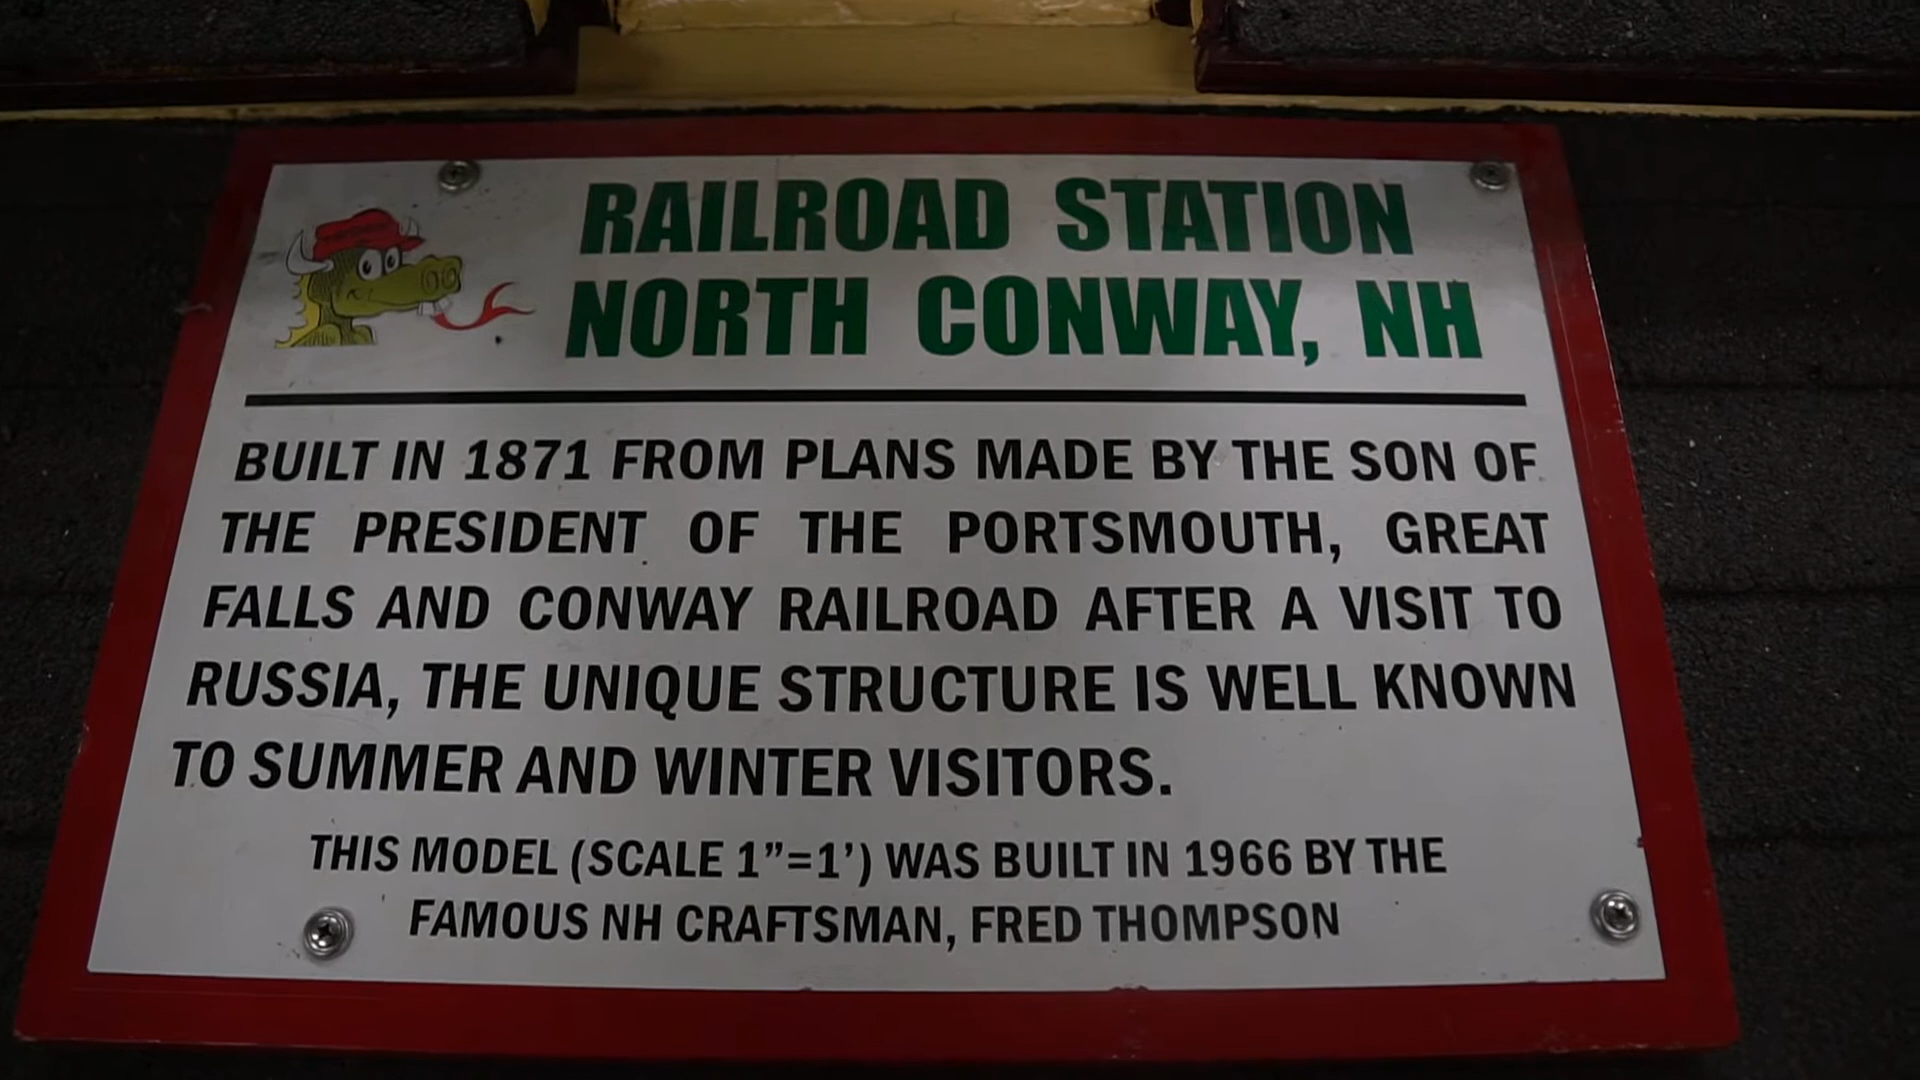 RAILROAD STATION
NORTH CONWAY, NH
BUILT IN 1871 FROM PLANS MADE BY THE SON OF
THE PRESIDENT OF THE PORTSMOUTH, GREAT
FALLS AND CONWAY RAILROAD AFTER A VISIT TO
RUSSIA, THE UNIQUE STRUCTURE IS WELL KNOWN
TO SUMMER AND WINTER VISITORS.
THIS MODEL (SCALE 1”=1’) WAS BUILT IN 1966 BY THE
FAMOUS NH CRAFTSMAN, FRED THOMPSON